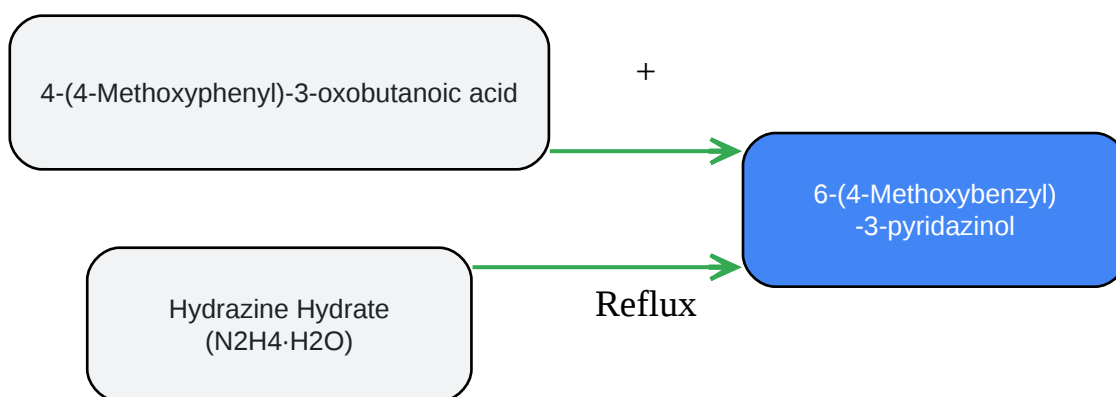 4-(4-Methoxyphenyl)-3-oxobutanoic acid
+
6-(4-Methoxybenzyl)
-3-pyridazinol
Hydrazine Hydrate
(N2H4·H2O)
Reflux